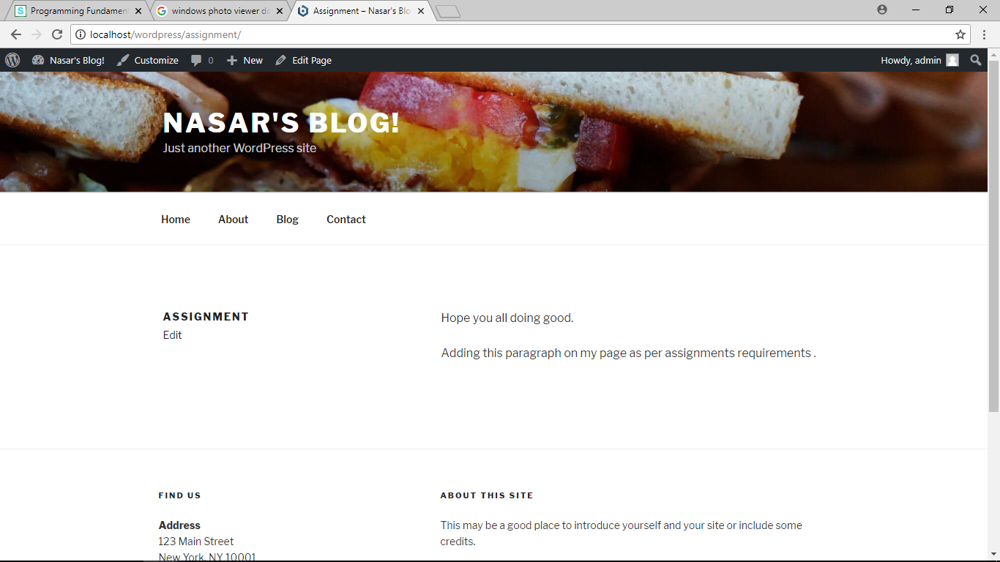 Programming Fundamen
windows photo viewer do
Assignment – Nasar's Blo
localhost/wordpress/assignment/
Nasar's Blog!
Customize
0
New
Edit Page
Howdy, admin
NASAR'S BLOG!
Just another WordPress site
Home
About
Blog
Contact
ASSIGNMENT
Edit
Hope you all doing good.
Adding this paragraph on my page as per assignments requirements .
FIND US
Address
123 Main Street
New York, NY 10001
ABOUT THIS SITE
This may be a good place to introduce yourself and your site or include some
credits.